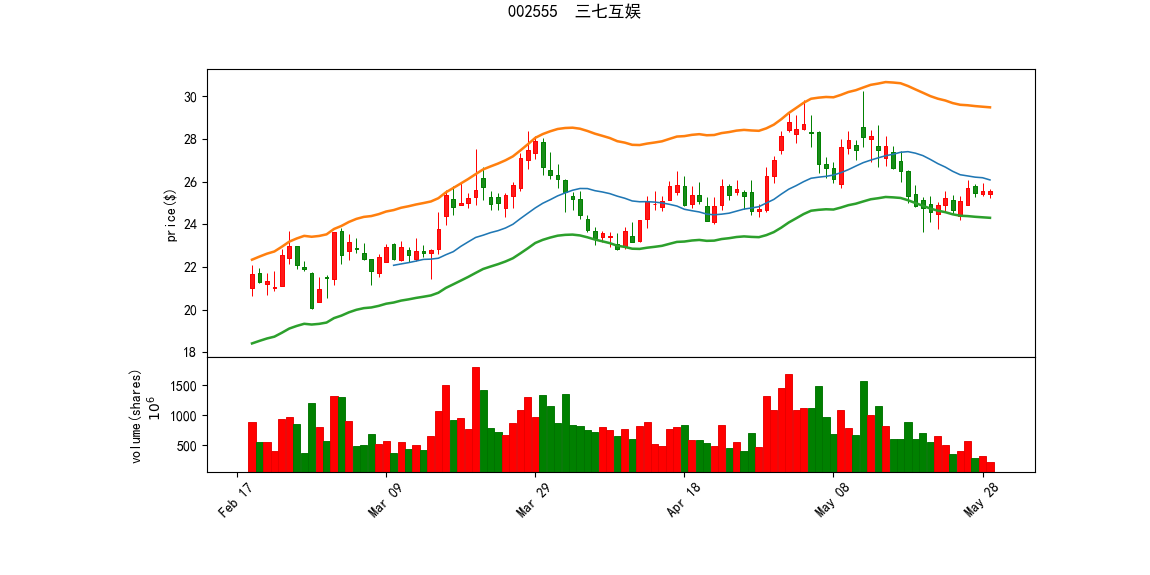 002555 三七互娱
price($)
30
28
26
24
22
20
18
volume(shares)
10^6
1500
1000
500
Feb 17
Mar 09
Mar 29
Apr 18
May 08
May 28